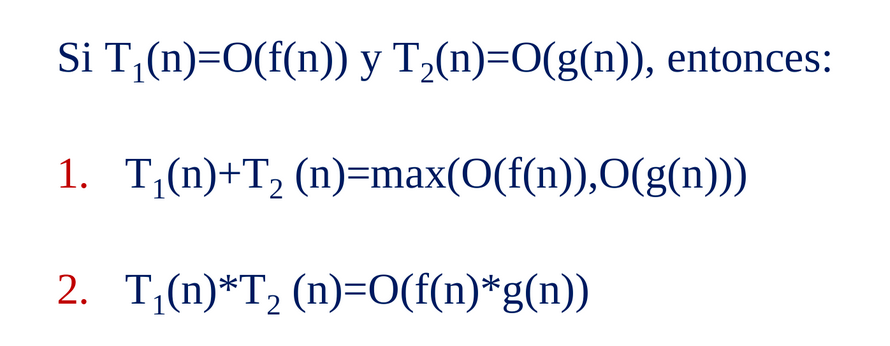 Si T₁(n)=O(f(n)) y T₂(n)=O(g(n)), entonces:
1. T₁(n)+T₂ (n)=max(O(f(n)),O(g(n)))
2. T₁(n)*T₂ (n)=O(f(n)*g(n))